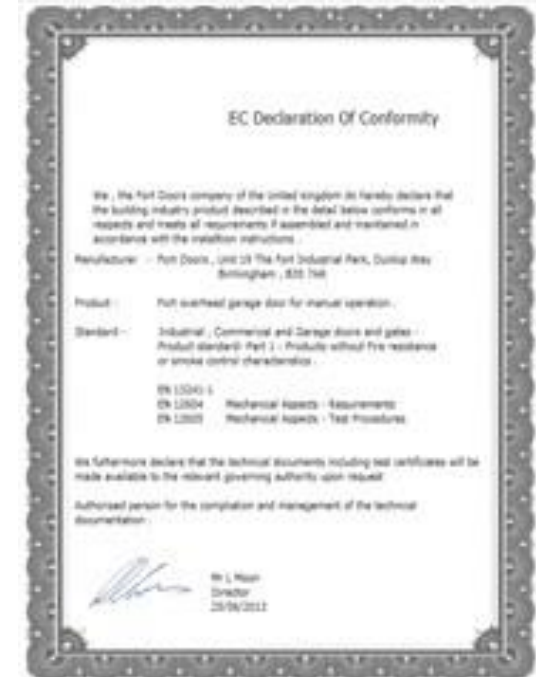 EC Declaration Of Conformity
We , the Fort Doors company of the united kingdom do hereby declare that
the building industry product described in the detail below conforms in all
respects and meets all requirements if assembled and maintained in
accordance with the instructions .
Manufacturer - Fort Doors , Unit 19 The Fort Industrial Park, Dunlop Way
Birmingham ,
Product - Fort overhead garage door for manual operation .
Standard - Industrial , Commercial and Garage doors and gates -
Product standard- Part 1 - Products without fire resistance
or smoke control characteristics .
EN 13241-1
EN 12604 Mechanical Aspects - Requirements
EN 12605 Mechanical Aspects - Test Procedures
We futhermore declare that the technical documents including test certificates will be
made available to the relevant governing authority upon request
Authorised person for the compilation and management of the technical
documentation .
Mr L
Director